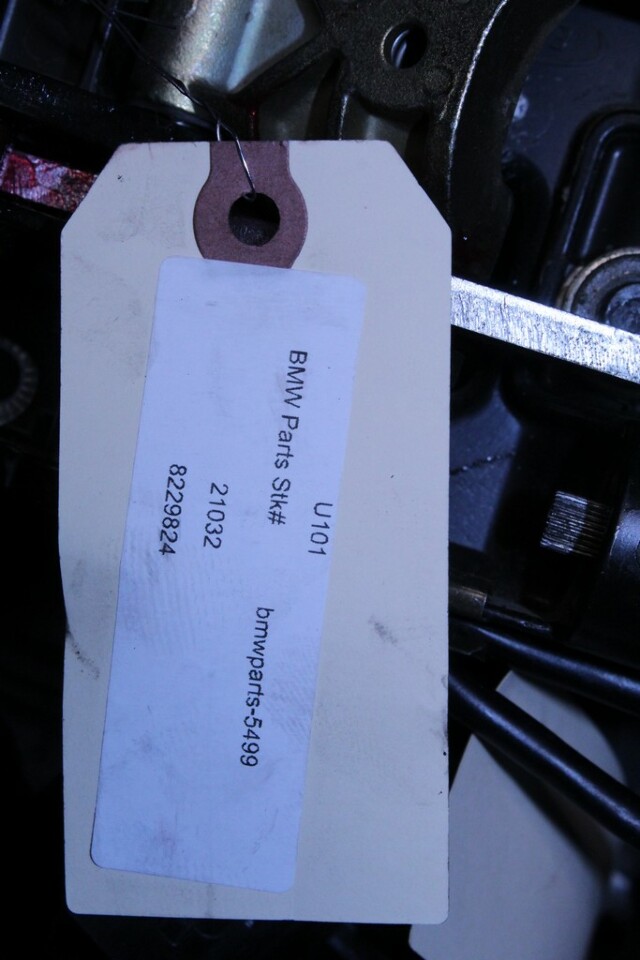 U101
BMW Parts Stk#
bmwparts-5499
21032
8229824